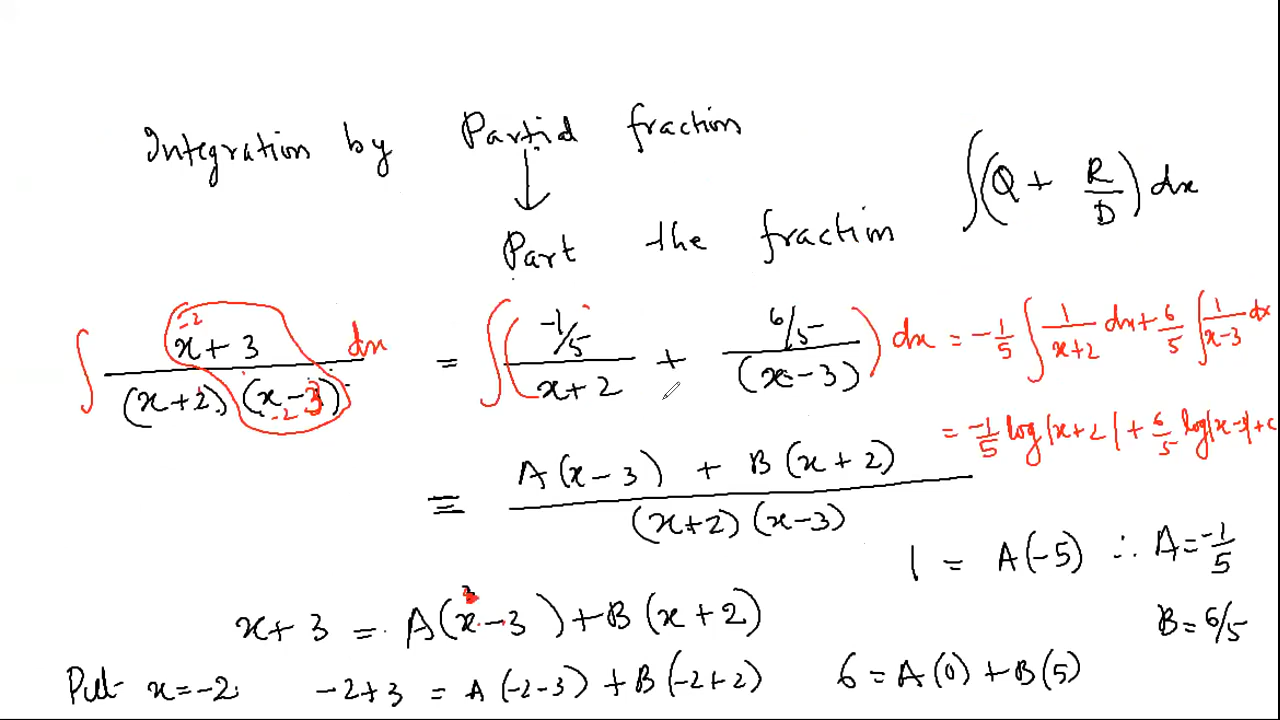 Integration by Partial fraction
Part the fraction
∫(Q + R/D) dx
∫ (x + 3)/((x+2)(x-3)) dx = ∫( (-1/5)/(x+2) + (6/5)/(x-3) ) dx = -1/5 ∫ 1/(x+2) dx + 6/5 ∫ 1/(x-3) dx
-2
-2
= -1/5 log|x+2| + 6/5 log|x-3| + c
= (A(x-3) + B(x+2))/((x+2)(x-3))
1 = A(-5) ∴ A = -1/5
3
x+3 = A(x-3) + B(x+2)
B = 6/5
Put x=-2 -2+3 = A(-2-3) + B(-2+2) 6 = A(0) + B(5)